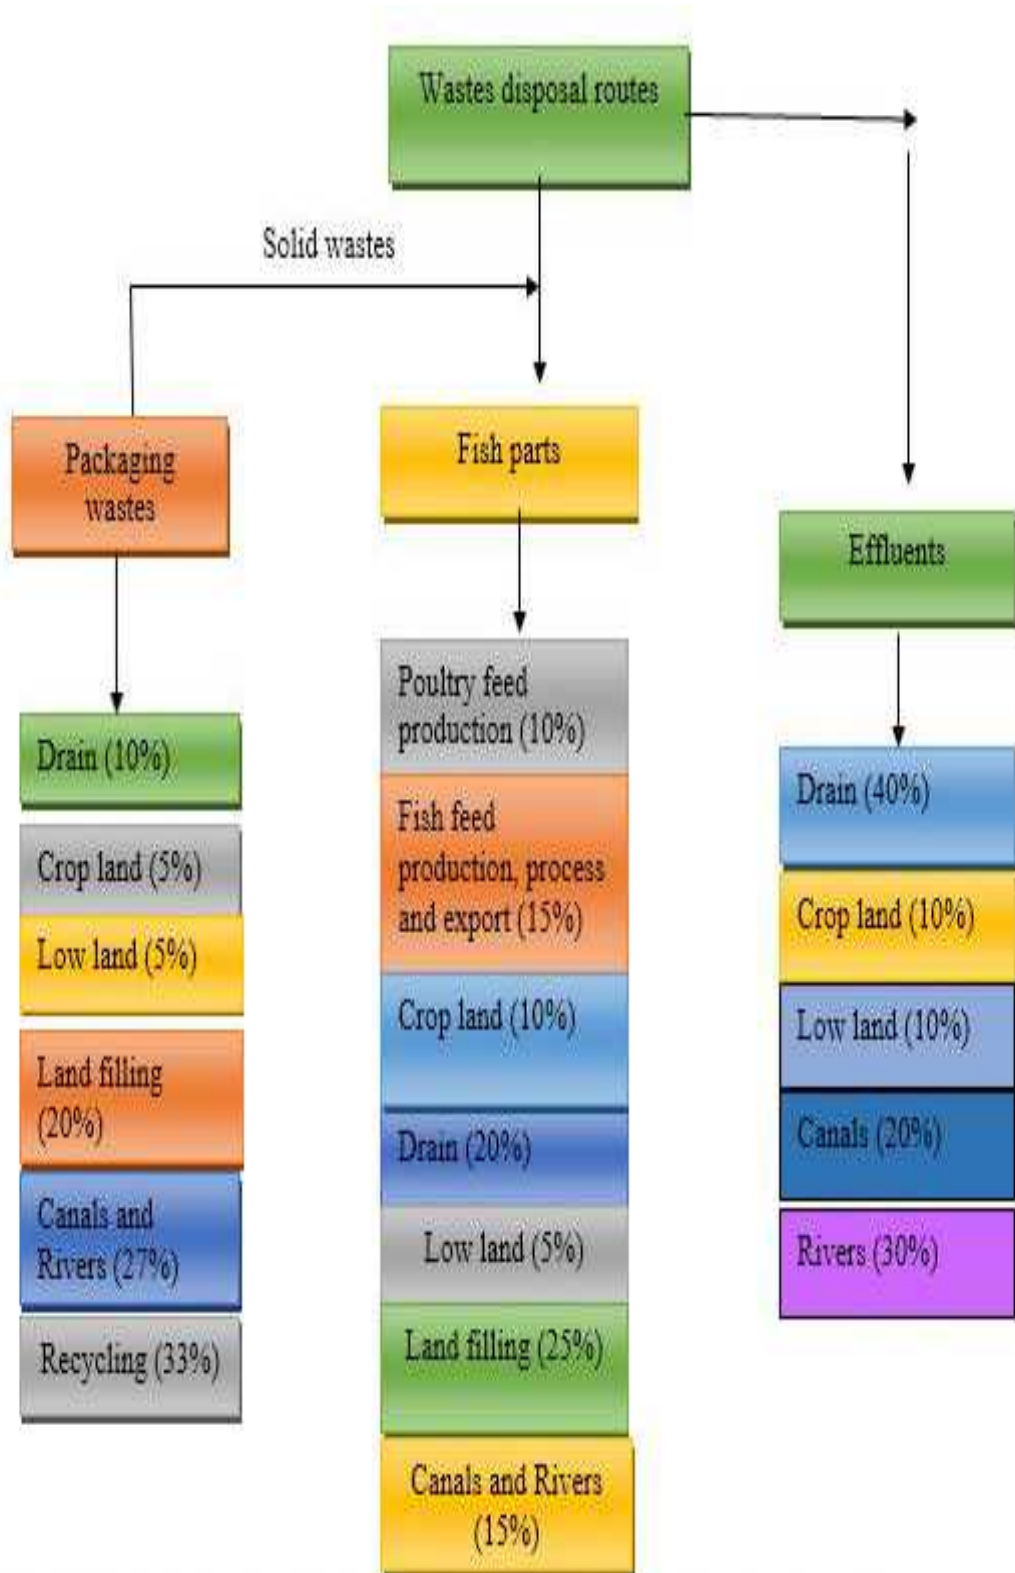 Wastes disposal routes
Solid wastes
Packaging
wastes
Drain (10%)
Crop land (5%)
Low land (5%)
Land filling
(20%)
Canals and
Rivers (27%)
Recycling (33%)
Fish parts
Poultry feed
production (10%)
Fish feed
production, process
and export (15%)
Crop land (10%)
Drain (20%)
Low land (5%)
Land filling (25%)
Canals and Rivers
(15%)
Effluents
Drain (40%)
Crop land (10%)
Low land (10%)
Canals (20%)
Rivers (30%)